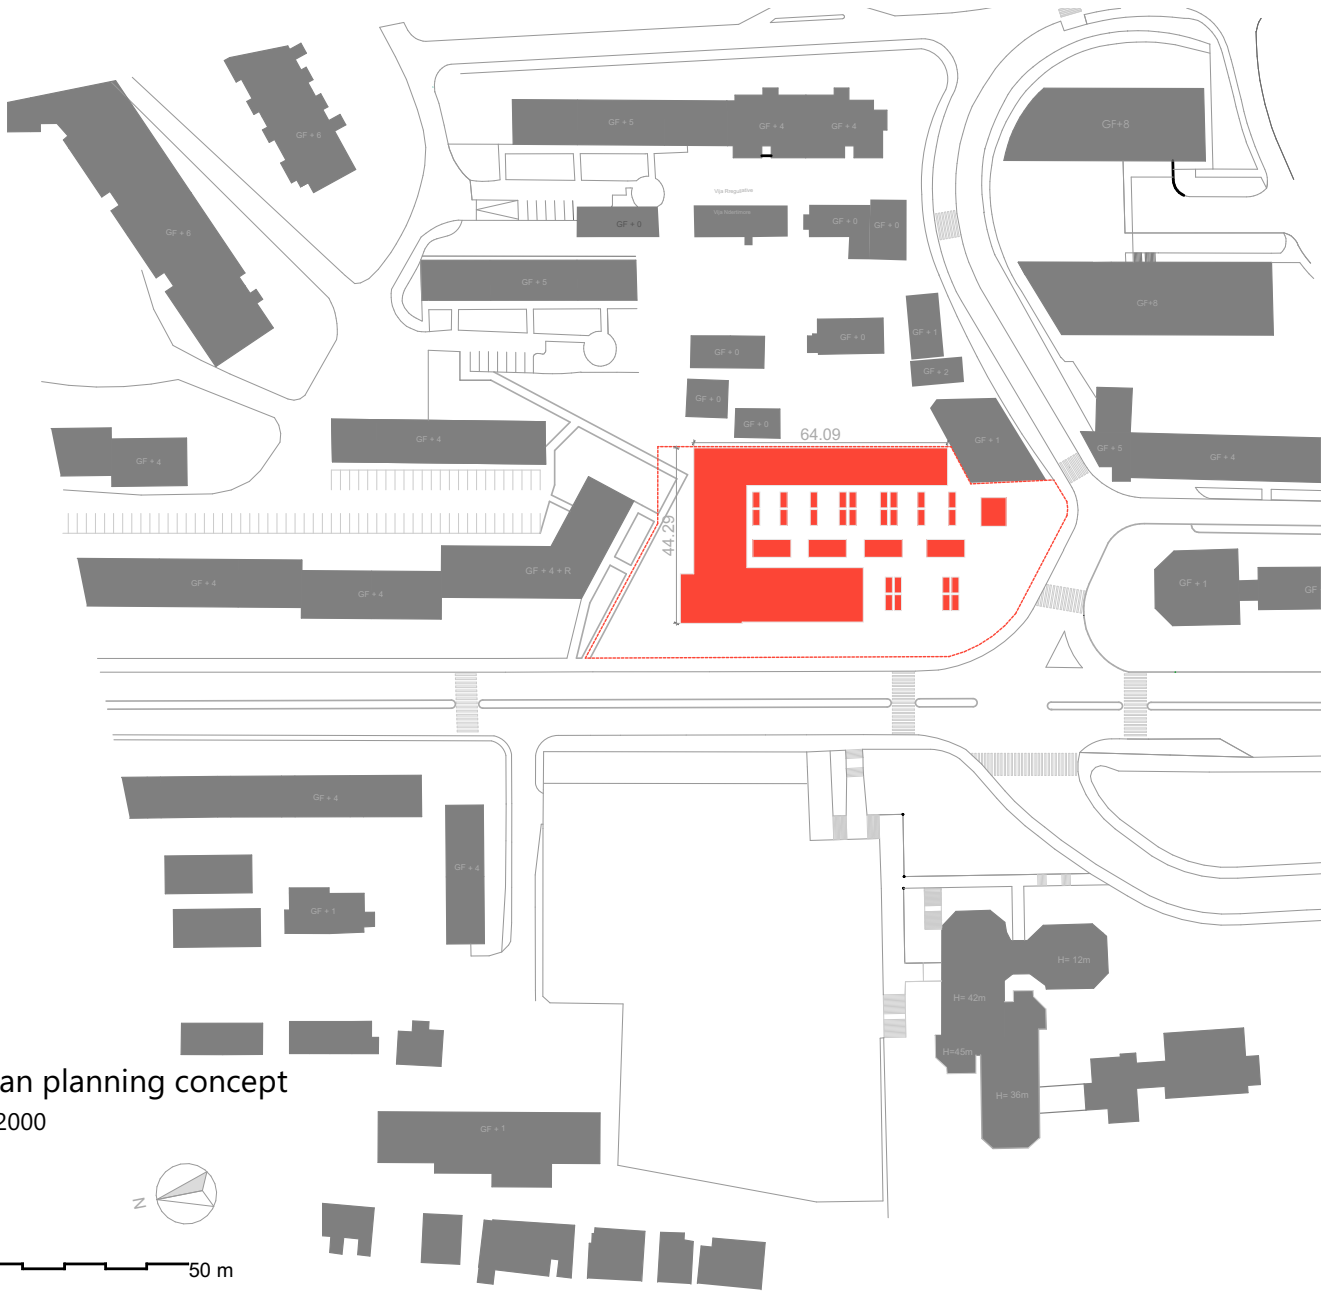 GF + 6
GF + 5
GF + 4
GF + 4
GF+8
GF + 6
GF + 0
GF + 0
GF + 0
GF + 5
GF+8
GF + 0
GF + 0
GF + 1
GF + 2
GF + 0
GF + 0
64.09
GF + 4
GF + 4
GF + 1
GF + 5
GF + 4
44.29
GF + 4
GF + 4
GF + 4 + R
GF + 1
GF
GF + 4
GF + 4
GF + 1
H= 12m
H= 42m
H=45m
H= 36m
an planning concept
2000
GF + 1
N
50 m